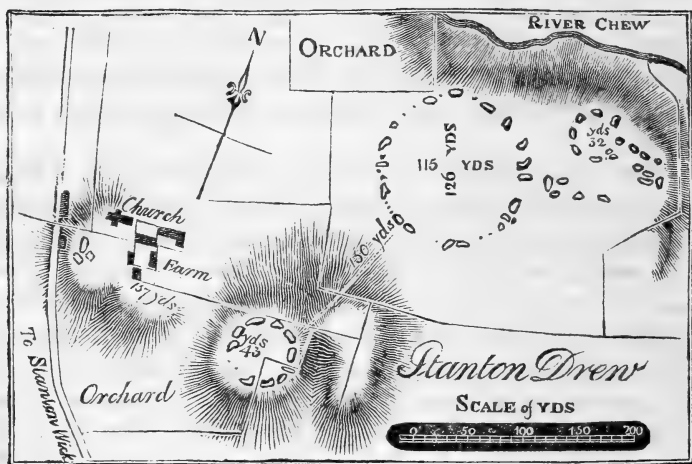 RIVER CHEW
N
ORCHARD
yds
32
115 YDS
126 YDS
Church
Farm
150 yds
157 yds
yds
43
To Stanton Wick
Orchard
Stanton Drew
SCALE of YDS
0 50 100 150 200